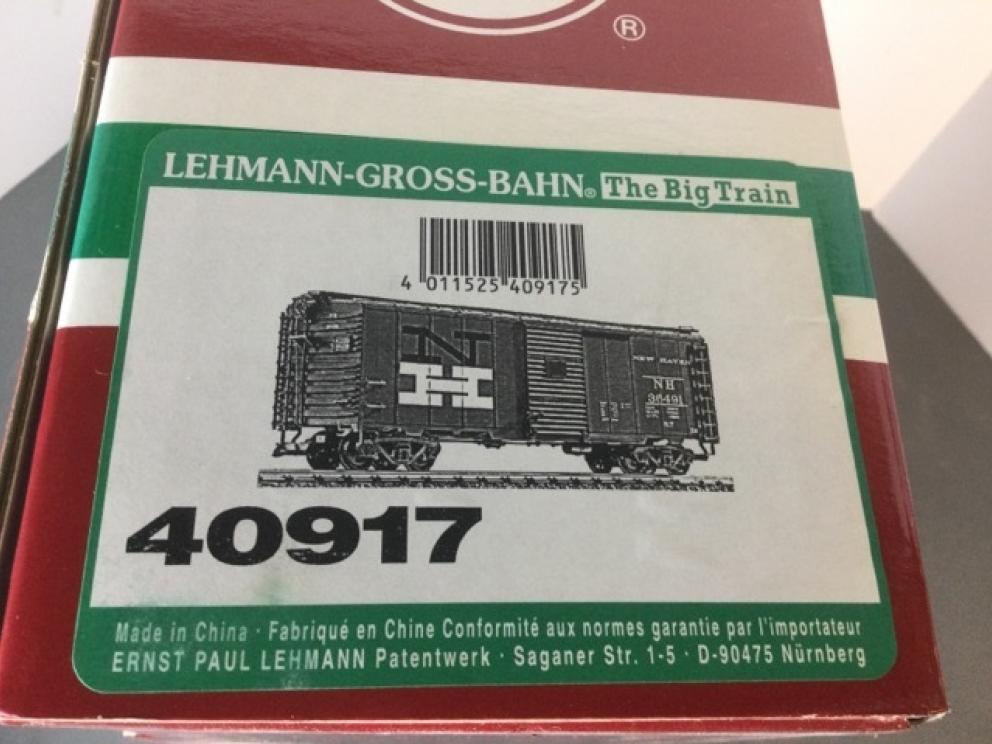 ®
LEHMANN-GROSS-BAHN® The Big Train
4 011525 409175
N
H
NEW HAVEN
NH
36491
40917
Made in China · Fabriqué en Chine Conformité aux normes garantie par l'importateur
ERNST PAUL LEHMANN Patentwerk · Saganer Str. 1-5 · D-90475 Nürnberg